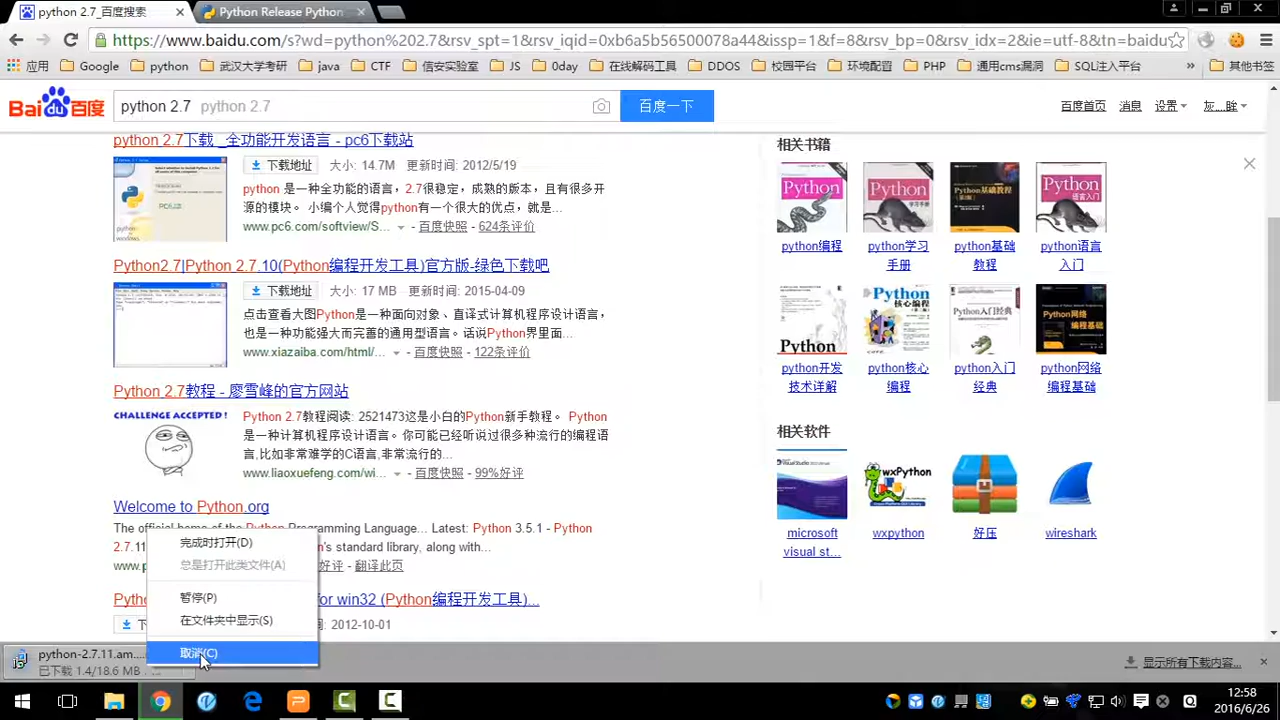 python 2.7_百度搜索
Python Release Python
https://www.baidu.com/s?wd=python%202.7&rsv_spt=1&rsv_iqid=0xb6a5b56500078a44&issp=1&f=8&rsv_bp=0&rsv_idx=2&ie=utf-8&tn=baidu
应用 Google python 武汉大学考研 java CTF 信安实验室 JS 0day 在线解码工具 DDOS 校园平台 环境配置 PHP 通用cms漏洞 SQL注入平台 » 其他书签
Bai du 百度 python 2.7 python 2.7 百度一下 百度首页 消息 设置
python 2.7下载 _全功能开发语言 - pc6下载站
下载地址 大小: 14.7M 更新时间: 2012/5/19
python 是一种全功能的语言，2.7很稳定，成熟的版本，且有很多开
源的程序。 小编个人觉得python有一个很大的优点，就是...
www.pc6.com/softview/S... - 百度快照 - 624条评价
Python2.7|Python 2.7.10(Python编程开发工具)官方版-绿色下载吧
下载地址 大小: 17 MB 更新时间: 2015-04-09
点击查看大图Python是一种面向对象、直译式计算机程序设计语言，
也是一种功能强大而完善的通用型语言。话说Python界里面...
www.xiazaiba.com/html/... - 百度快照 - 122条评价
Python 2.7教程 - 廖雪峰的官方网站
CHALLENGE ACCEPTED!
Python 2.7教程阅读: 2521473这是小白的Python新手教程。 Python
是一种计算机程序设计语言。你可能已经听说过很多种流行的编程语
言,比如非常难学的C语言,非常流行的...
www.liaoxuefeng.com/wi... - 百度快照 - 99%好评
Welcome to Python.org
The official home of the Python Programming Language... Latest: Python 3.5.1 - Python
2.7.11 n's standard library, along with...
www.p 好评 - 翻译此页
Pytho for win32 (Python编程开发工具)...
下 2012-10-01
相关书籍
python编程
python学习
手册
python基础
教程
python语言
入门
python开发
技术详解
python核心
编程
python入门
经典
python网络
编程基础
相关软件
microsoft
visual st...
wxpython
好压
wireshark
完成时打开(D)
总是打开此类文件(A)
暂停(P)
在文件夹中显示(S)
取消(C)
python-2.7.11.am....
已下载 1.4/18.6 MB
显示所有下载内容...
12:58
2016/6/26